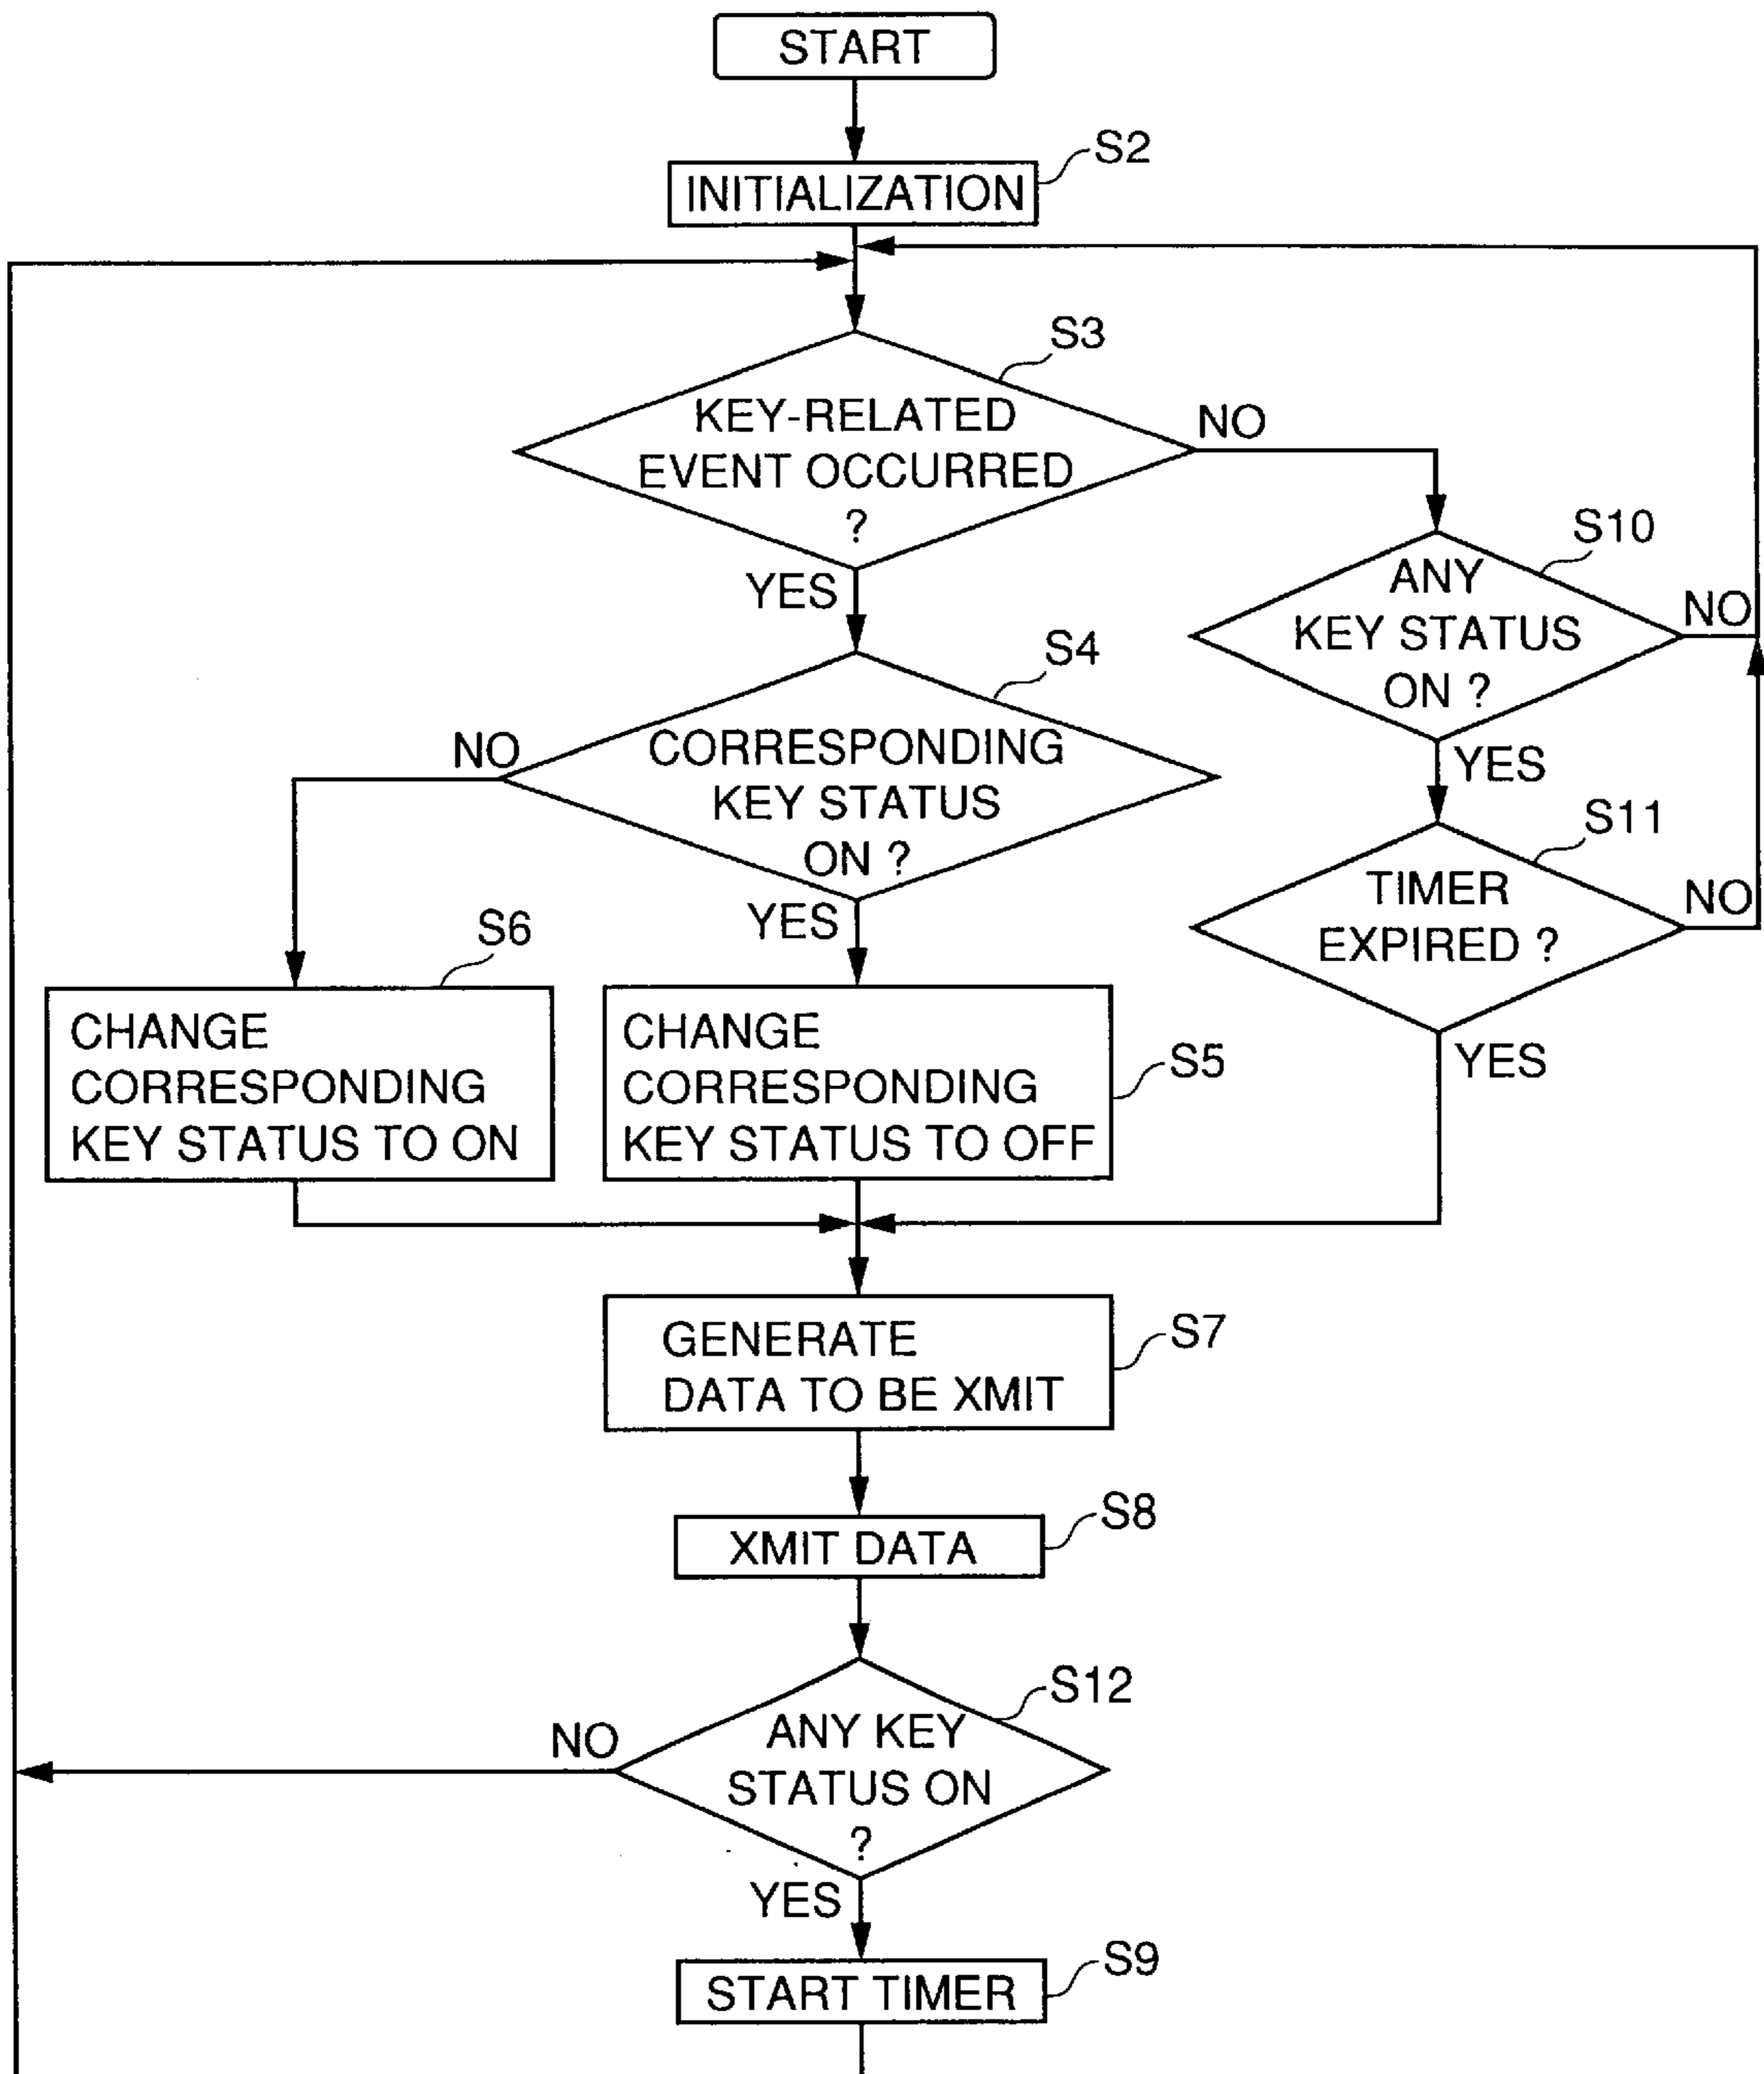 START
S2
INITIALIZATION
S3
KEY-RELATED
EVENT OCCURRED
?
NO
YES
S10
ANY
KEY STATUS
ON ?
NO
YES
S4
CORRESPONDING
KEY STATUS
ON ?
NO
YES
S11
TIMER
EXPIRED ?
NO
YES
S6
CHANGE
CORRESPONDING
KEY STATUS TO ON
S5
CHANGE
CORRESPONDING
KEY STATUS TO OFF
S7
GENERATE
DATA TO BE XMIT
S8
XMIT DATA
S12
ANY KEY
STATUS ON
?
NO
YES
S9
START TIMER